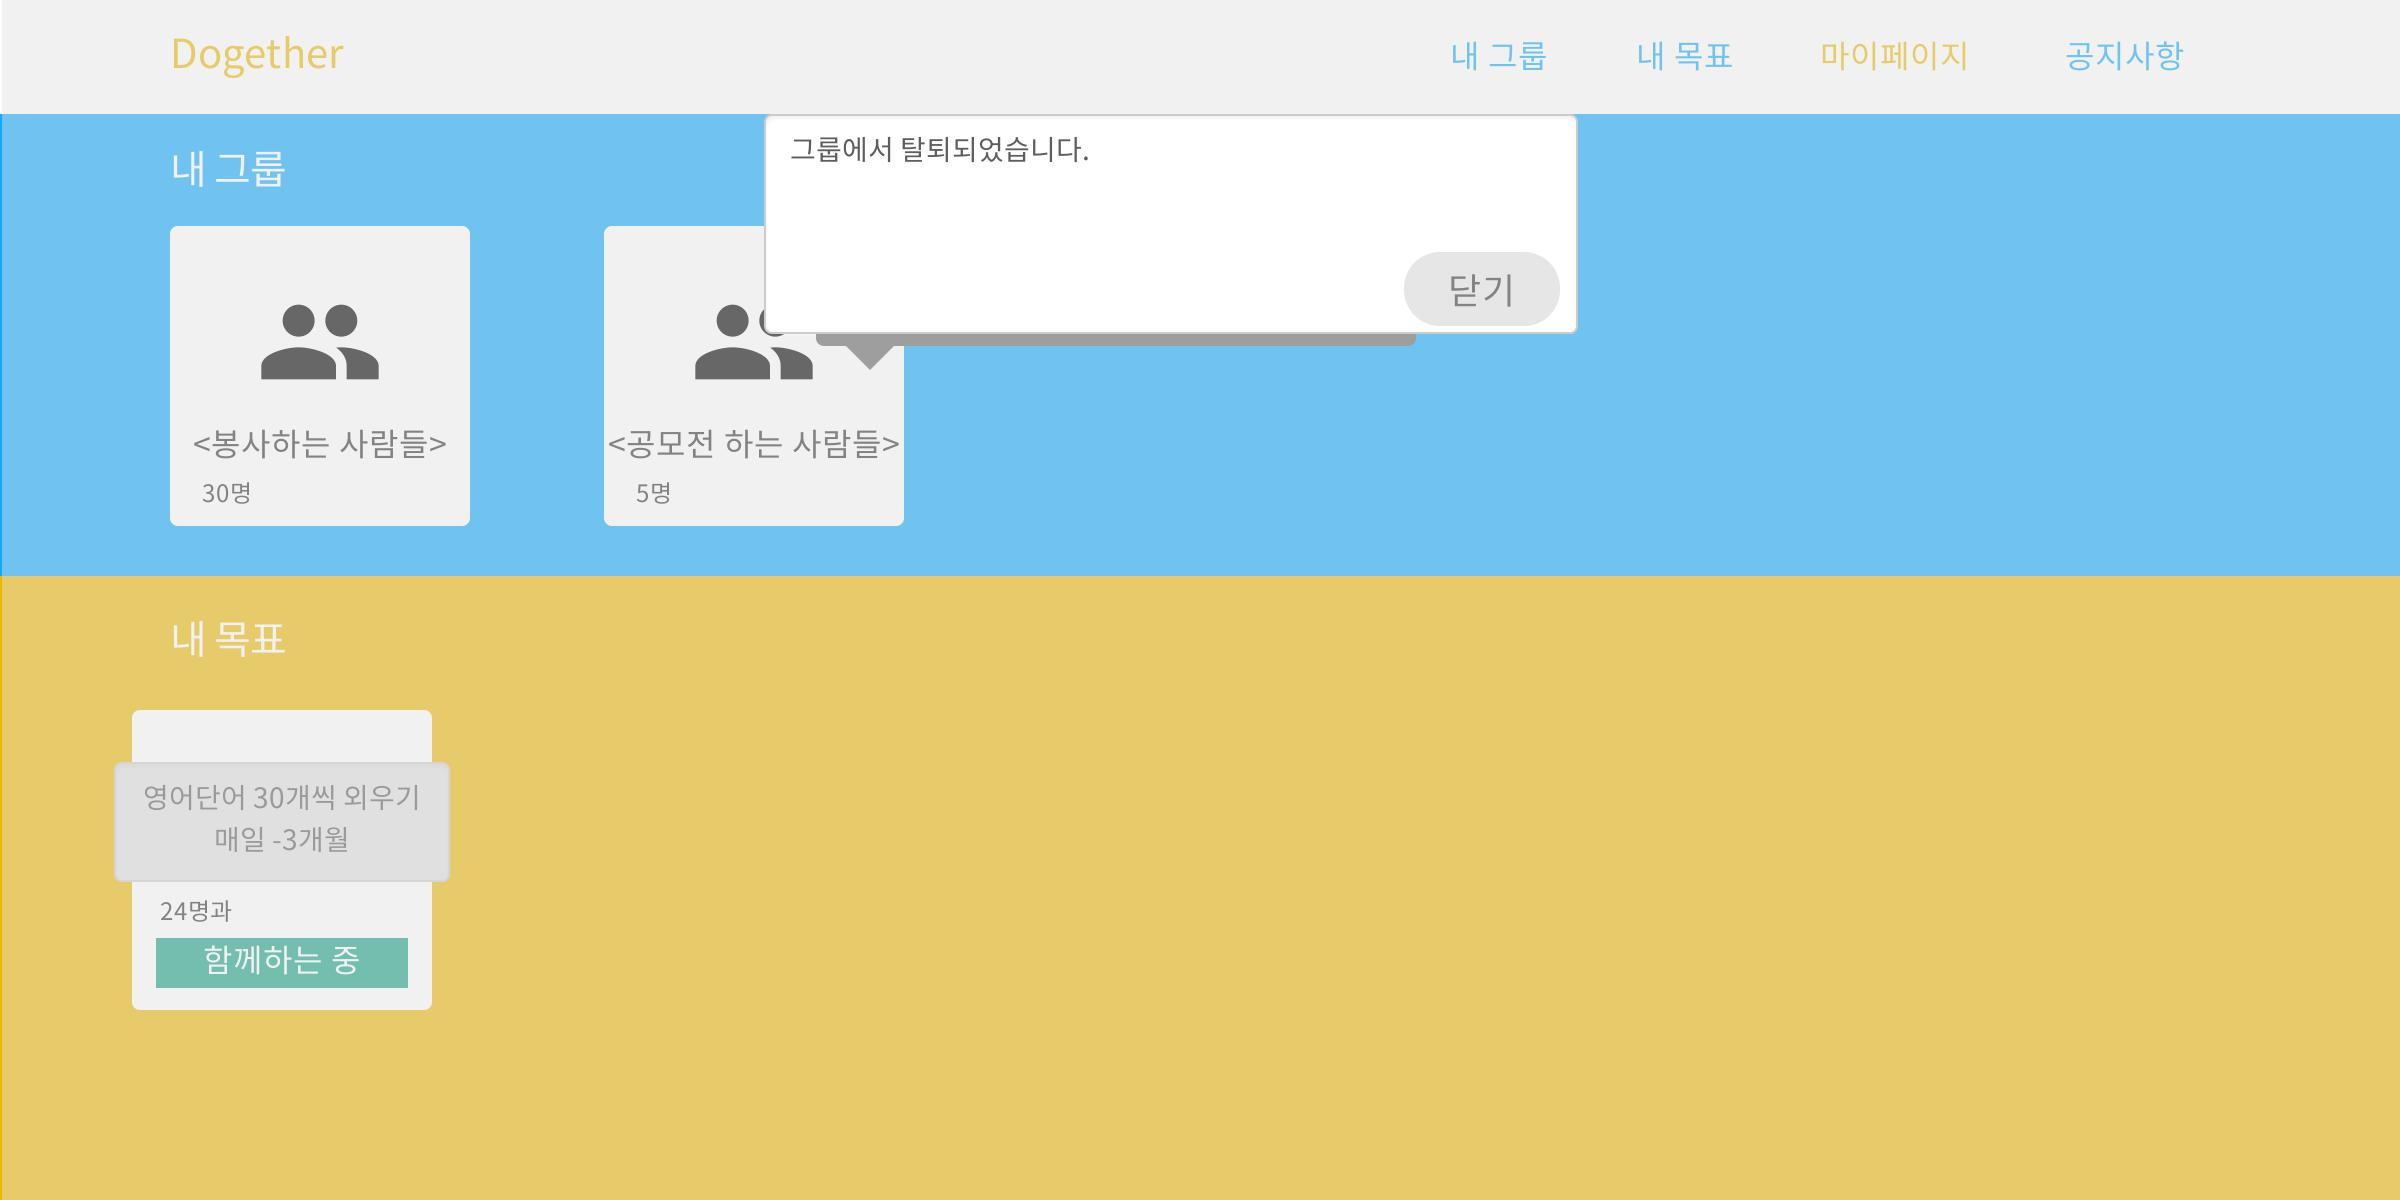 Dogether
내 그룹
내 목표
마이페이지
공지사항
내 그룹
그룹에서 탈퇴되었습니다.
닫기
<봉사하는 사람들>
30명
<공모전 하는 사람들>
5명
내 목표
영어단어 30개씩 외우기
매일 -3개월
24명과
함께하는 중